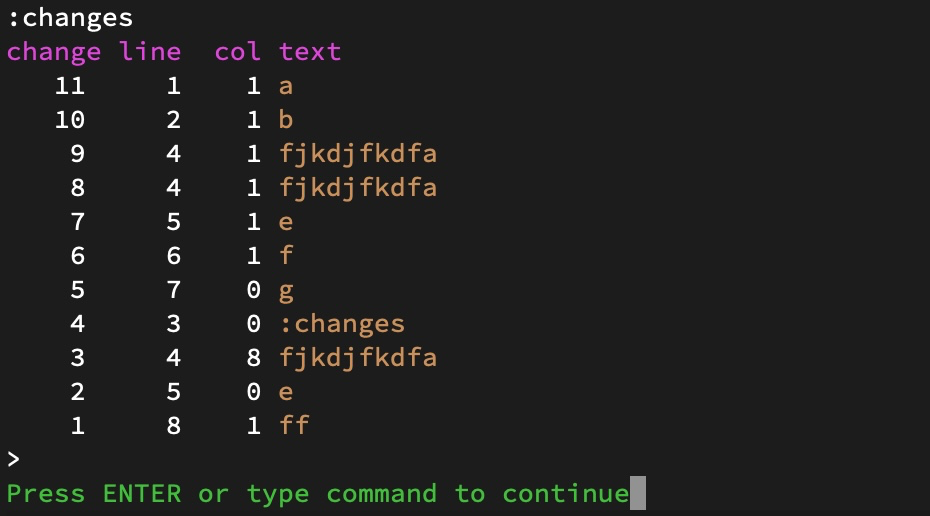 :changes
change line  col text
   11     1    1 a
   10     2    1 b
    9     4    1 fjkdjfkdfa
    8     4    1 fjkdjfkdfa
    7     5    1 e
    6     6    1 f
    5     7    0 g
    4     3    0 :changes
    3     4    8 fjkdjfkdfa
    2     5    0 e
    1     8    1 ff
>
Press ENTER or type command to continue